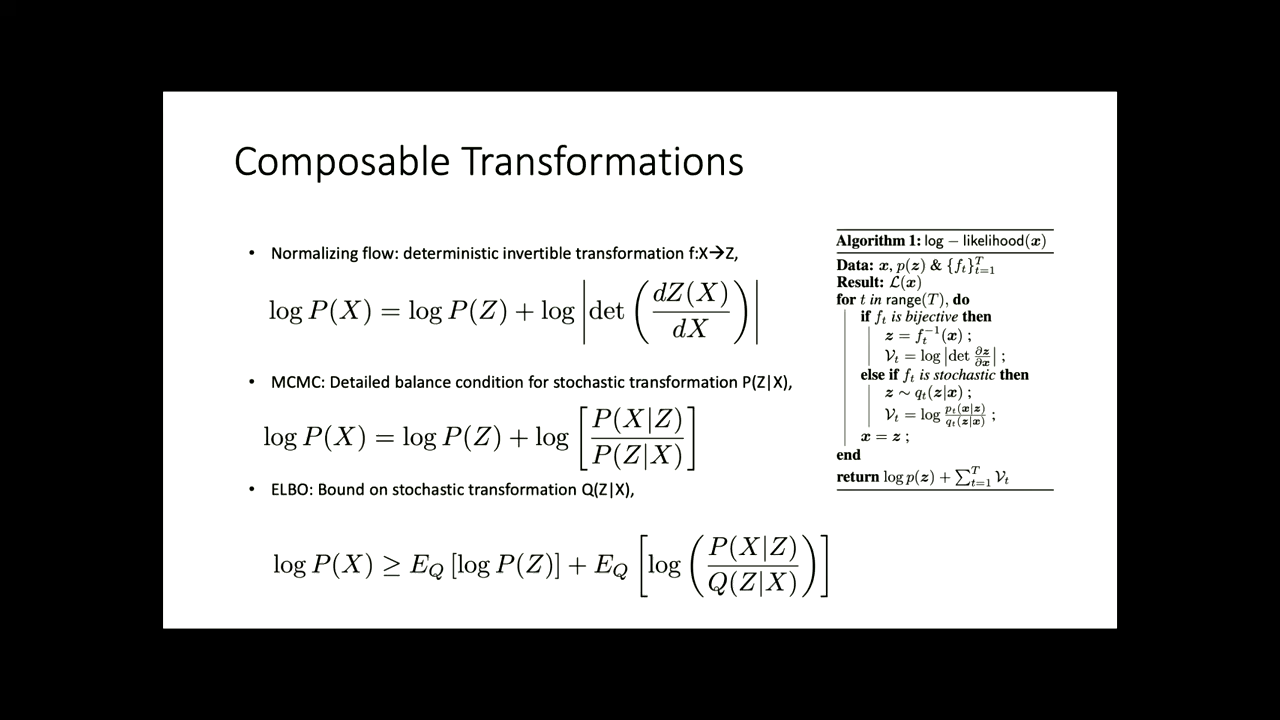 Composable Transformations
• Normalizing flow: deterministic invertible transformation f:X→Z,
log P(X) = log P(Z) + log |det (dZ(X)/dX)|
• MCMC: Detailed balance condition for stochastic transformation P(Z|X),
log P(X) = log P(Z) + log [P(X|Z)/P(Z|X)]
• ELBO: Bound on stochastic transformation Q(Z|X),
log P(X) ≥ E_Q [log P(Z)] + E_Q [log (P(X|Z)/Q(Z|X))]
Algorithm 1: log − likelihood(x)
Data: x, p(z) & {f_t}_{t=1}^T
Result: ℒ(x)
for t in range(T), do
if f_t is bijective then
z = f_t^{-1}(x) ;
𝒱_t = log |det ∂z/∂x| ;
else if f_t is stochastic then
z ∼ q_t(z|x) ;
𝒱_t = log p_t(x|z)/q_t(z|x) ;
x = z ;
end
return log p(z) + ∑_{t=1}^T 𝒱_t